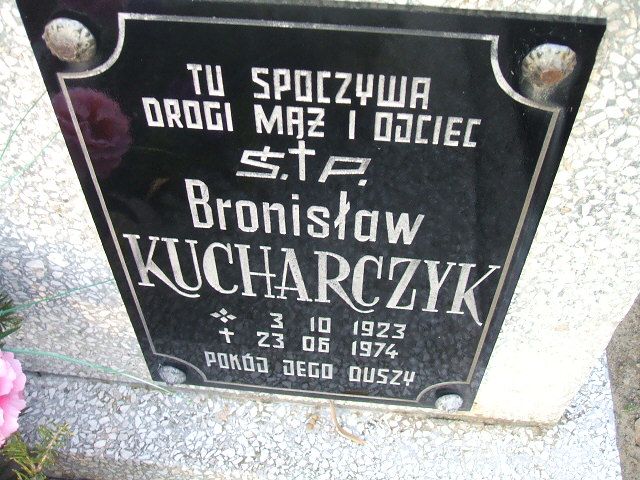 TU SPOCZYWA
DROGI MĄŻ I OJCIEC
Ś.†P.
Bronisław
KUCHARCZYK
3 10 1923
† 23 06 1974
POKÓJ JEGO DUSZY